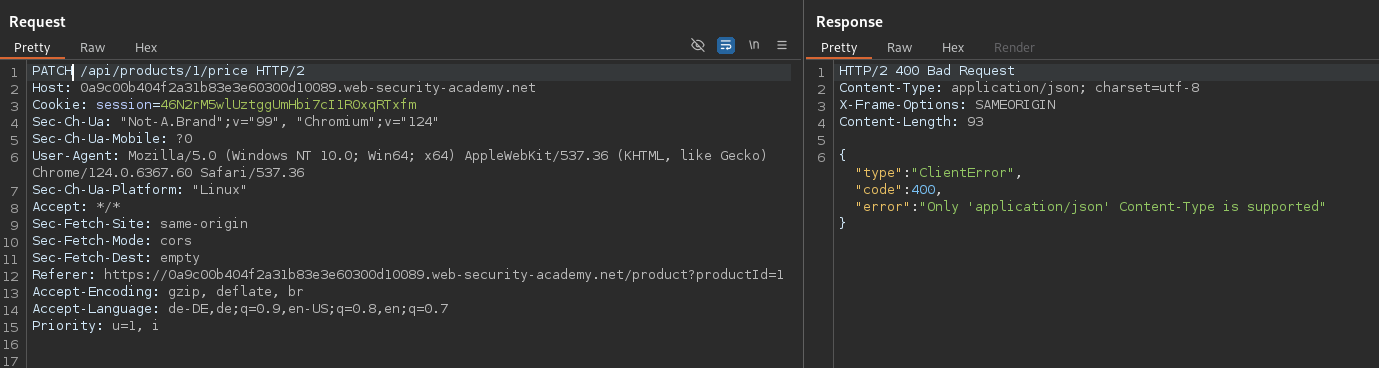 Request
Pretty Raw Hex
\n
1 PATCH /api/products/1/price HTTP/2
2 Host: 0a9c00b404f2a31b83e3e60300d10089.web-security-academy.net
3 Cookie: session=46N2rM5wlUztggUmHbi7cI1ROxqRTxfm
4 Sec-Ch-Ua: "Not-A.Brand";v="99", "Chromium";v="124"
5 Sec-Ch-Ua-Mobile: ?0
6 User-Agent: Mozilla/5.0 (Windows NT 10.0; Win64; x64) AppleWebKit/537.36 (KHTML, like Gecko)
Chrome/124.0.6367.60 Safari/537.36
7 Sec-Ch-Ua-Platform: "Linux"
8 Accept: */*
9 Sec-Fetch-Site: same-origin
10 Sec-Fetch-Mode: cors
11 Sec-Fetch-Dest: empty
12 Referer: https://0a9c00b404f2a31b83e3e60300d10089.web-security-academy.net/product?productId=1
13 Accept-Encoding: gzip, deflate, br
14 Accept-Language: de-DE,de;q=0.9,en-US;q=0.8,en;q=0.7
15 Priority: u=1, i
16
17
Response
Pretty Raw Hex Render
1 HTTP/2 400 Bad Request
2 Content-Type: application/json; charset=utf-8
3 X-Frame-Options: SAMEORIGIN
4 Content-Length: 93
5
6 {
"type":"ClientError",
"code":400,
"error":"Only 'application/json' Content-Type is supported"
}